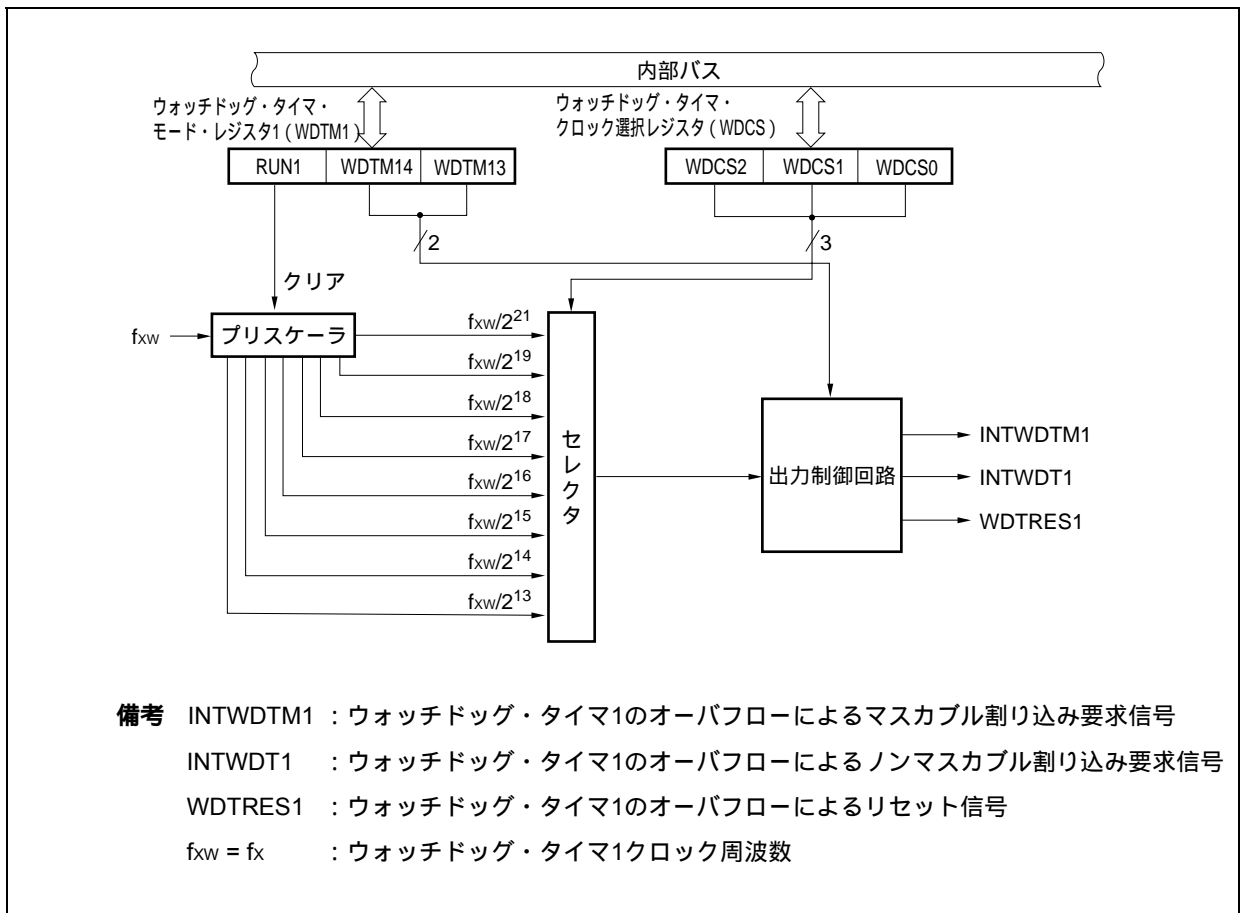 内部バス
ウォッチドッグ・タイマ・
モード・レジスタ1(WDTM1)
ウォッチドッグ・タイマ・
クロック選択レジスタ(WDCS)
RUN1 WDTM14 WDTM13
WDCS2 WDCS1 WDCS0
2
3
クリア
fXW
プリスケーラ
fXW/2^21
fXW/2^19
fXW/2^18
fXW/2^17
fXW/2^16
fXW/2^15
fXW/2^14
fXW/2^13
セレクタ
出力制御回路
INTWDTM1
INTWDT1
WDTRES1
備考 INTWDTM1 :ウォッチドッグ・タイマ1のオーバフローによるマスカブル割り込み要求信号
INTWDT1 :ウォッチドッグ・タイマ1のオーバフローによるノンマスカブル割り込み要求信号
WDTRES1 :ウォッチドッグ・タイマ1のオーバフローによるリセット信号
fXW = fX :ウォッチドッグ・タイマ1クロック周波数